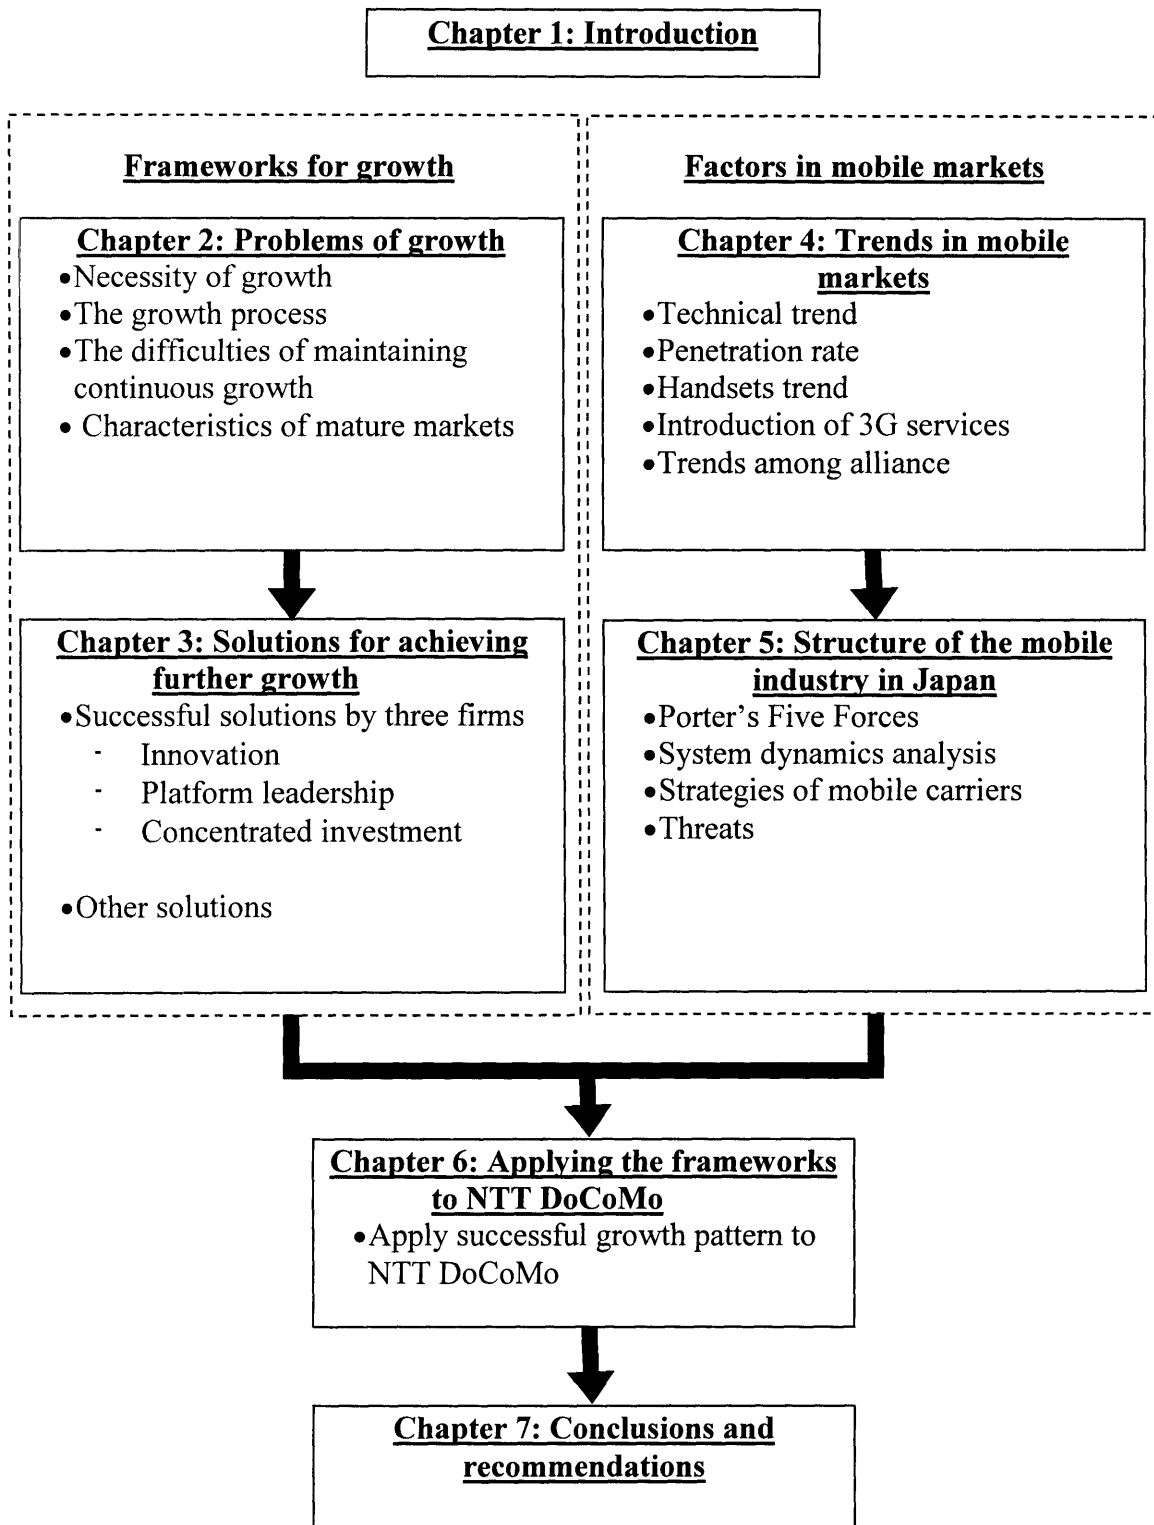 Chapter 1: Introduction
Frameworks for growth
Chapter 2: Problems of growth
•Necessity of growth
•The growth process
•The difficulties of maintaining
continuous growth
• Characteristics of mature markets
Chapter 3: Solutions for achieving
further growth
•Successful solutions by three firms
- Innovation
- Platform leadership
- Concentrated investment
•Other solutions
Factors in mobile markets
Chapter 4: Trends in mobile
markets
•Technical trend
•Penetration rate
•Handsets trend
•Introduction of 3G services
•Trends among alliance
Chapter 5: Structure of the mobile
industry in Japan
•Porter's Five Forces
•System dynamics analysis
•Strategies of mobile carriers
•Threats
Chapter 6: Applying the frameworks
to NTT DoCoMo
•Apply successful growth pattern to
NTT DoCoMo
Chapter 7: Conclusions and
recommendations